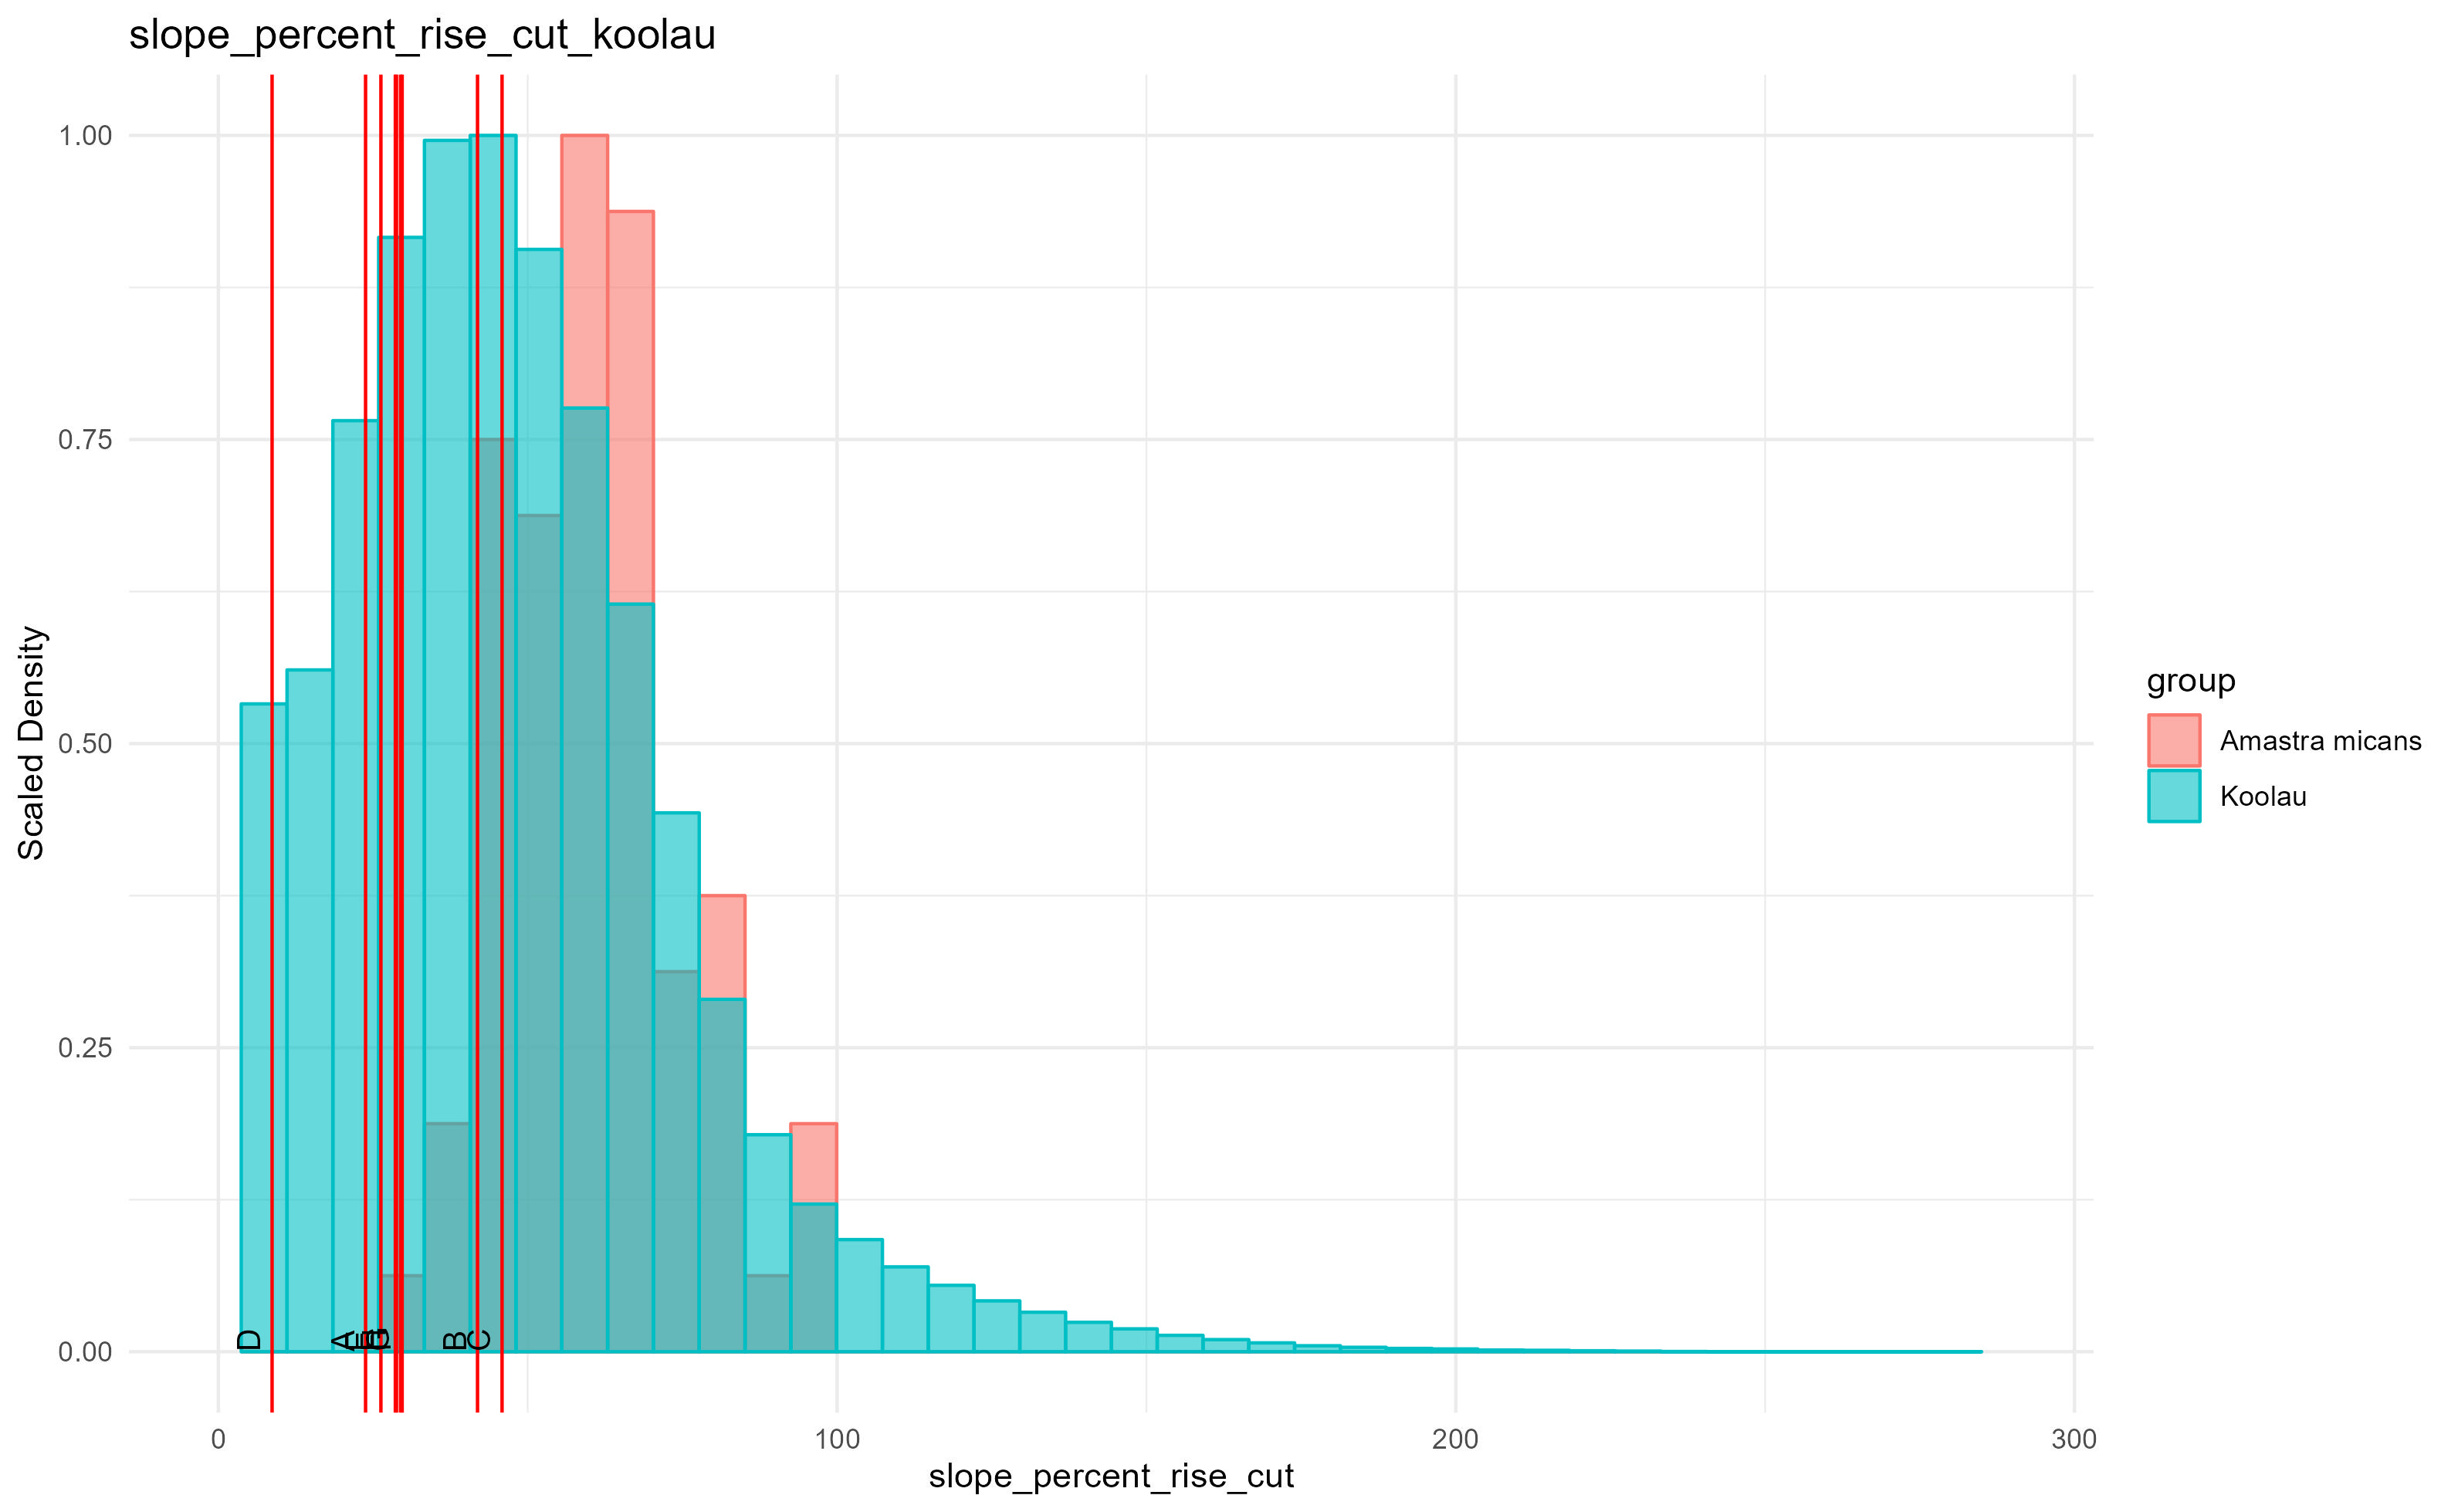 slope_percent_rise_cut_koolau
1.00
0.75
0.50
0.25
0.00
Scaled Density
D
A
B
C
0
100
200
300
slope_percent_rise_cut
group
Amastra micans
Koolau